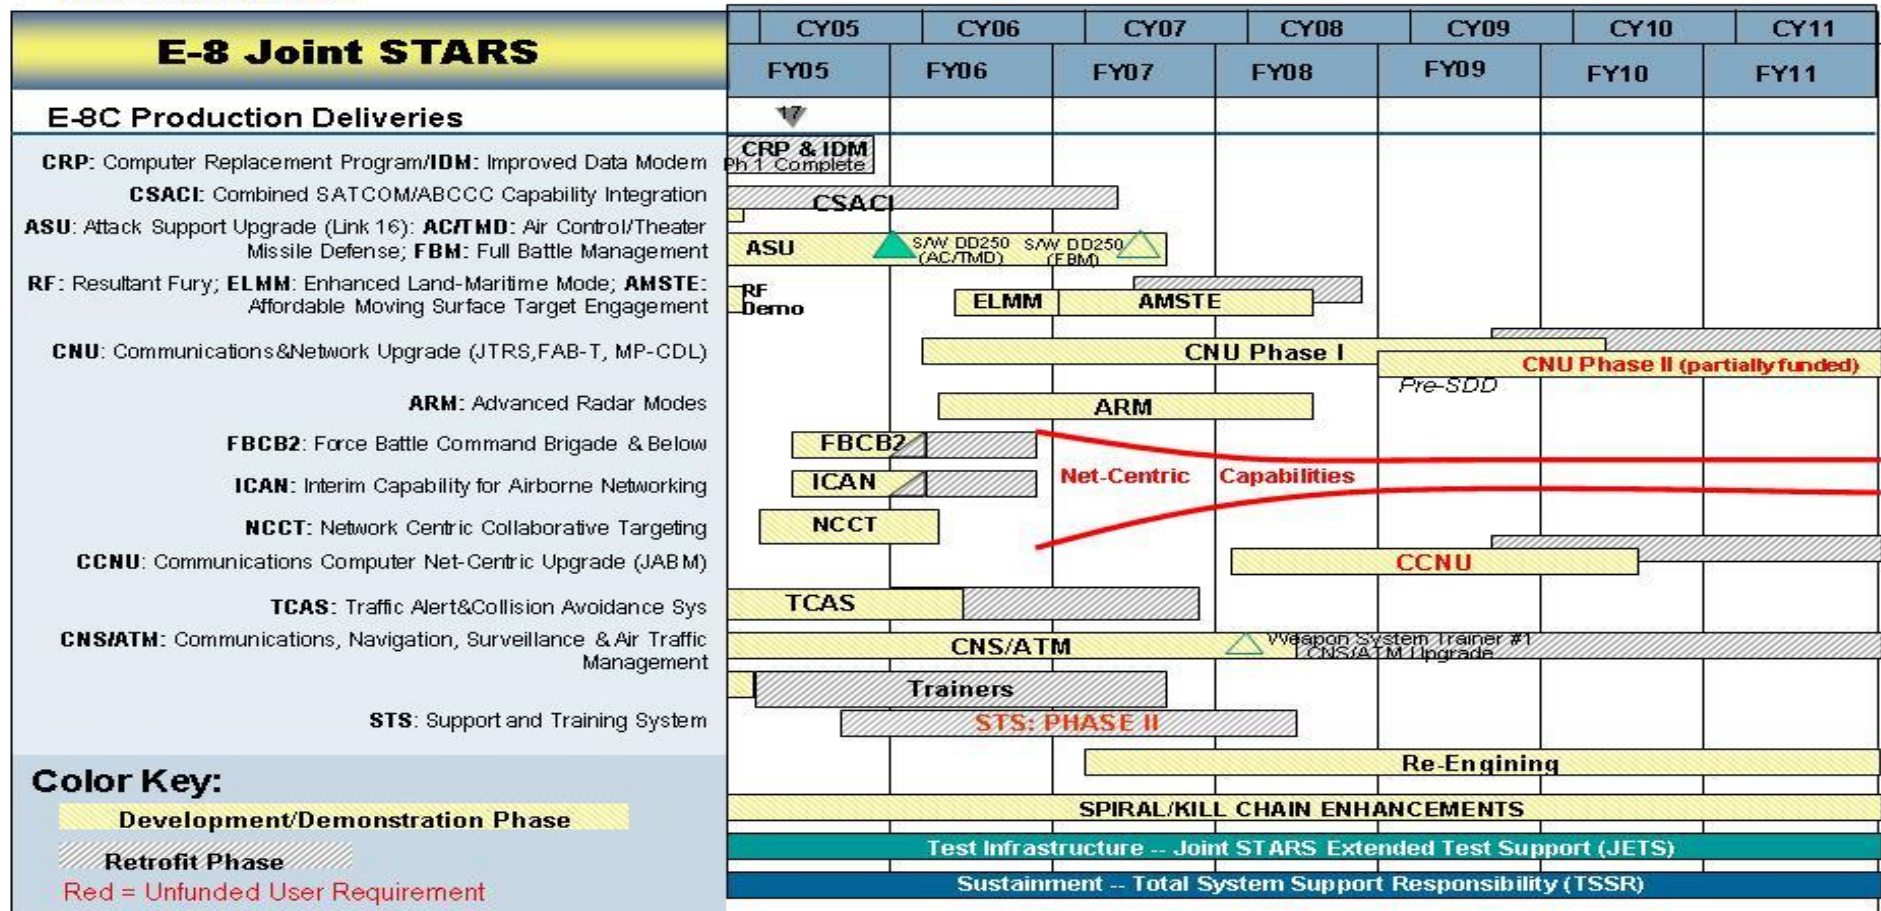 E-8 Joint STARS
CY05 CY06 CY07 CY08 CY09 CY10 CY11
FY05 FY06 FY07 FY08 FY09 FY10 FY11
E-8C Production Deliveries
17
CRP: Computer Replacement Program/IDM: Improved Data Modem
CRP & IDM
Ph 1 Complete
CSACI: Combined SATCOM/ABCCC Capability Integration
CSACI
ASU: Attack Support Upgrade (Link 16): AC/TMD: Air Control/Theater
Missile Defense; FBM: Full Battle Management
ASU
S/W DD250
(AC/TMD)
S/W DD250
(FBM)
RF: Resultant Fury; ELMM: Enhanced Land-Maritime Mode; AMSTE:
Affordable Moving Surface Target Engagement
RF
Demo
ELMM
AMSTE
CNU: Communications&Network Upgrade (JTRS,FAB-T, MP-CDL)
CNU Phase I
CNU Phase II (partially funded)
Pre-SDD
ARM: Advanced Radar Modes
ARM
FBCB2: Force Battle Command Brigade & Below
FBCB2
ICAN: Interim Capability for Airborne Networking
ICAN
Net-Centric Capabilities
NCCT: Network Centric Collaborative Targeting
NCCT
CCNU: Communications Computer Net-Centric Upgrade (JABM)
CCNU
TCAS: Traffic Alert&Collision Avoidance Sys
TCAS
CNS/ATM: Communications, Navigation, Surveillance & Air Traffic
Management
CNS/ATM
Weapon System Trainer #1
CNS/ATM Upgrade
Trainers
STS: Support and Training System
STS: PHASE II
Re-Engining
Color Key:
Development/Demonstration Phase
Retrofit Phase
Red = Unfunded User Requirement
SPIRAL/KILL CHAIN ENHANCEMENTS
Test Infrastructure -- Joint STARS Extended Test Support (JETS)
Sustainment -- Total System Support Responsibility (TSSR)